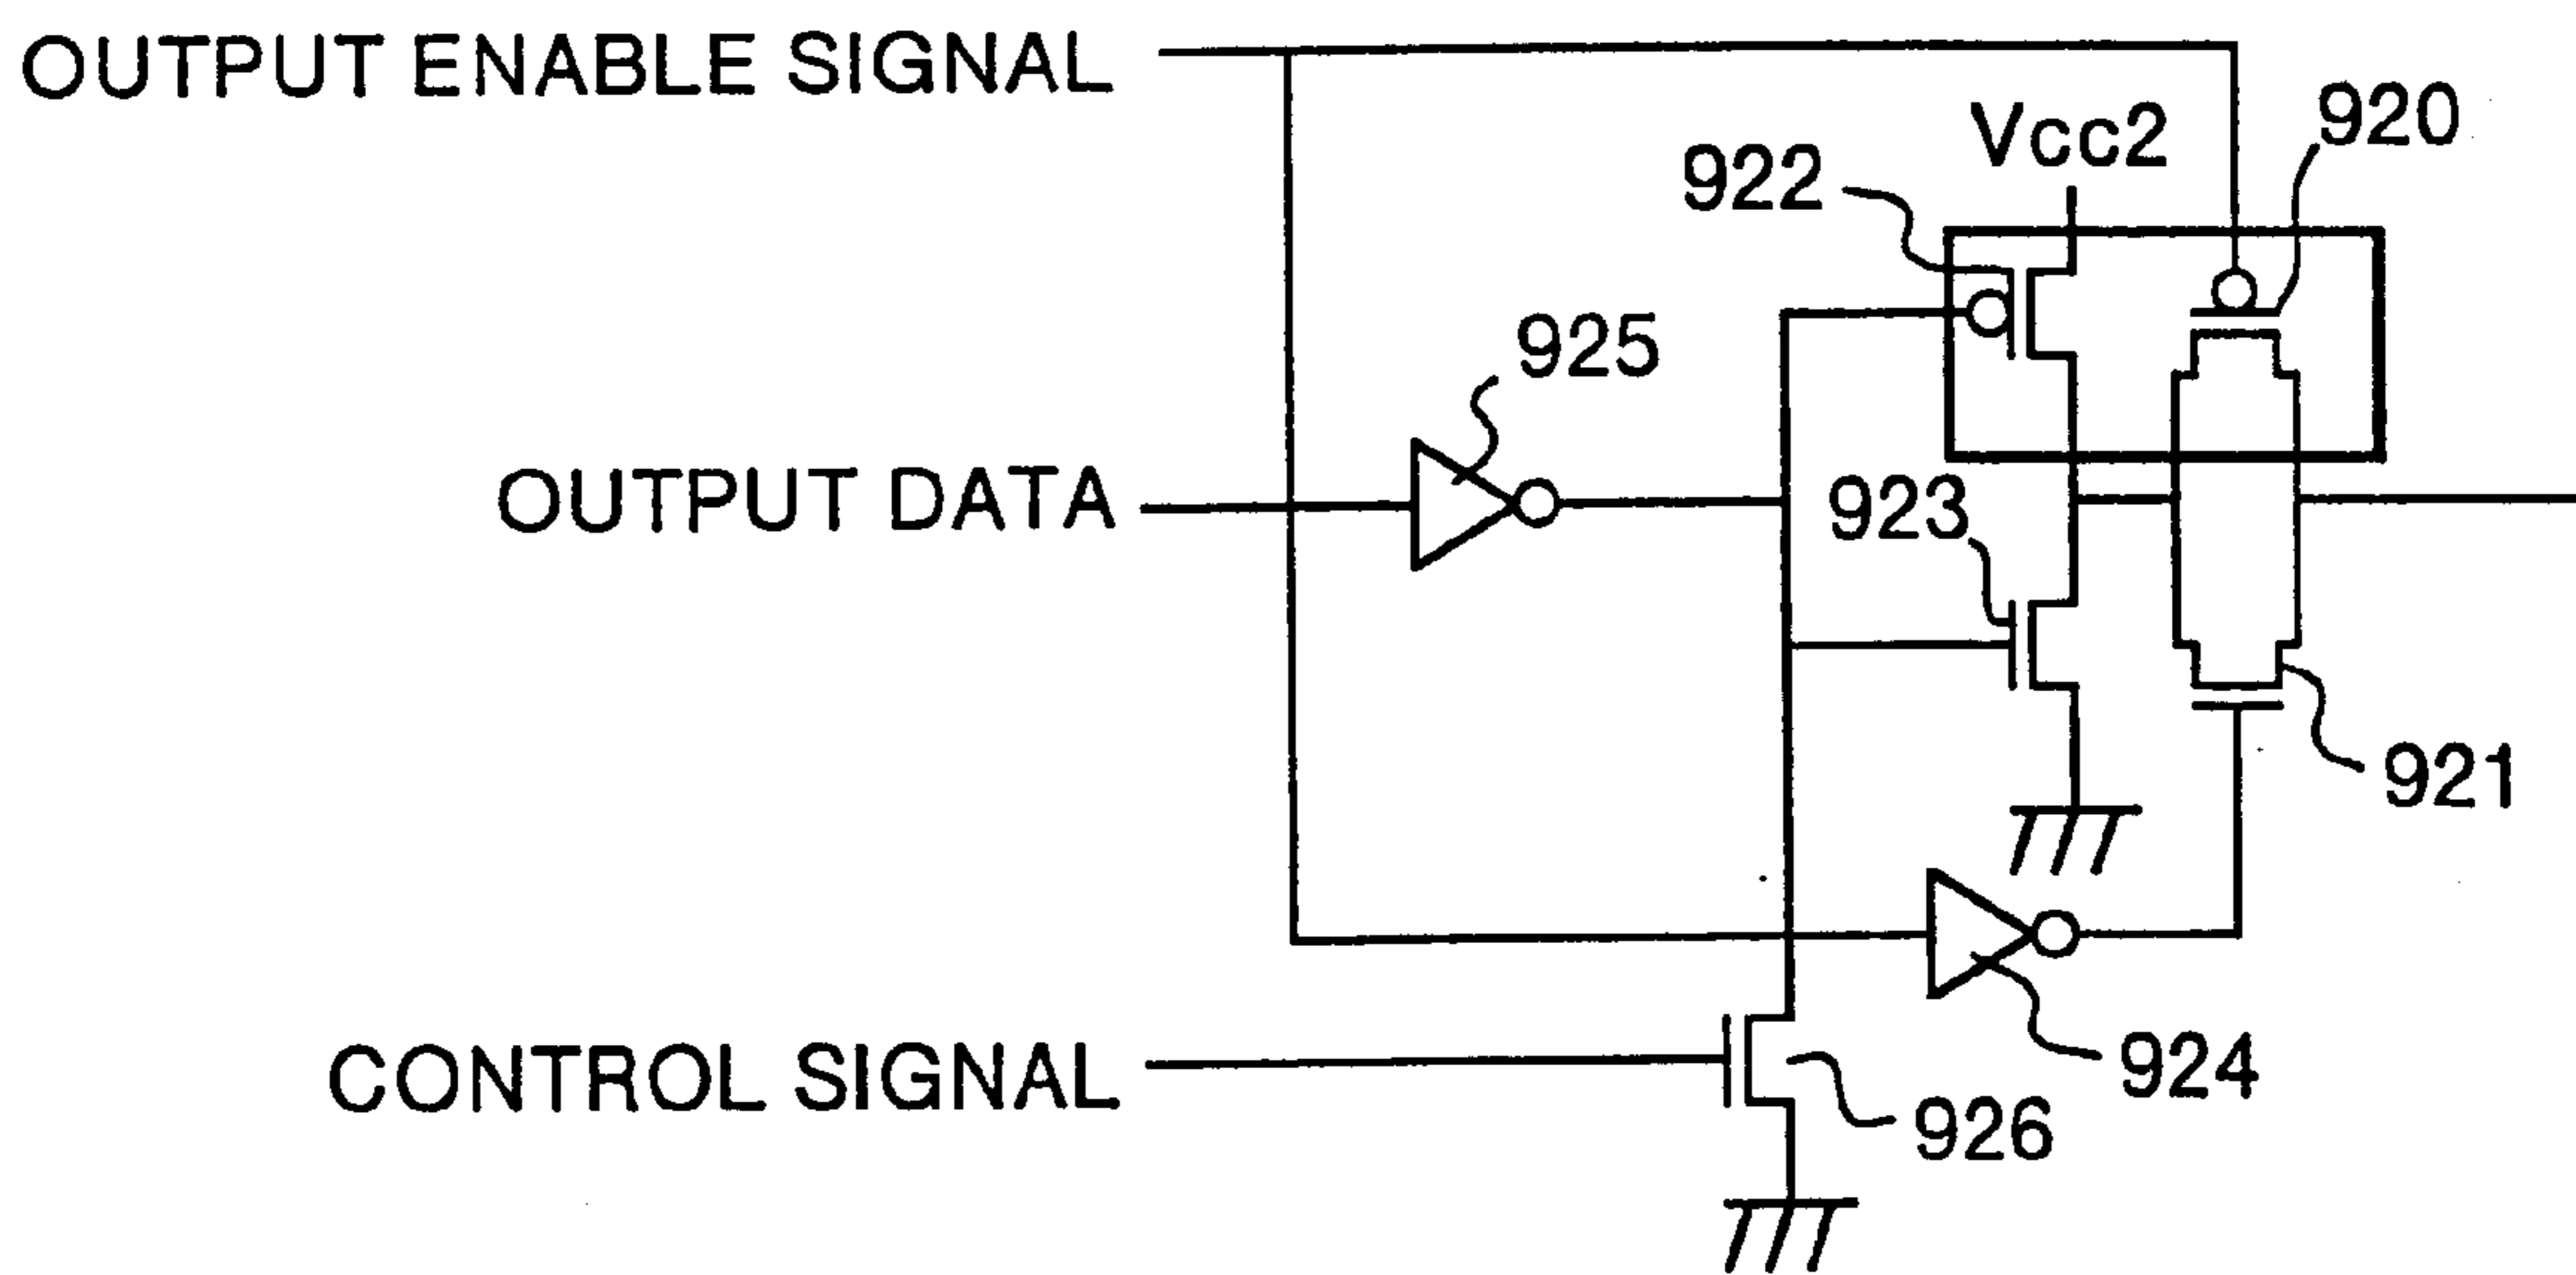 OUTPUT ENABLE SIGNAL
920
Vcc2
922
925
OUTPUT DATA
923
921
CONTROL SIGNAL
924
926